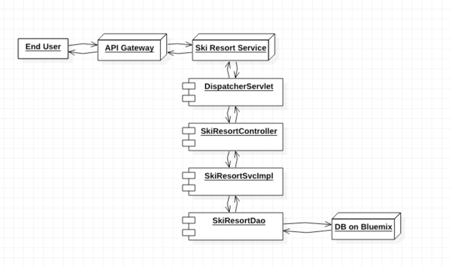 End User
API Gateway
Ski Resort Service
DispatcherServlet
SkiResortController
SkiResortSvcImpl
SkiResortDao
DB on Bluemix